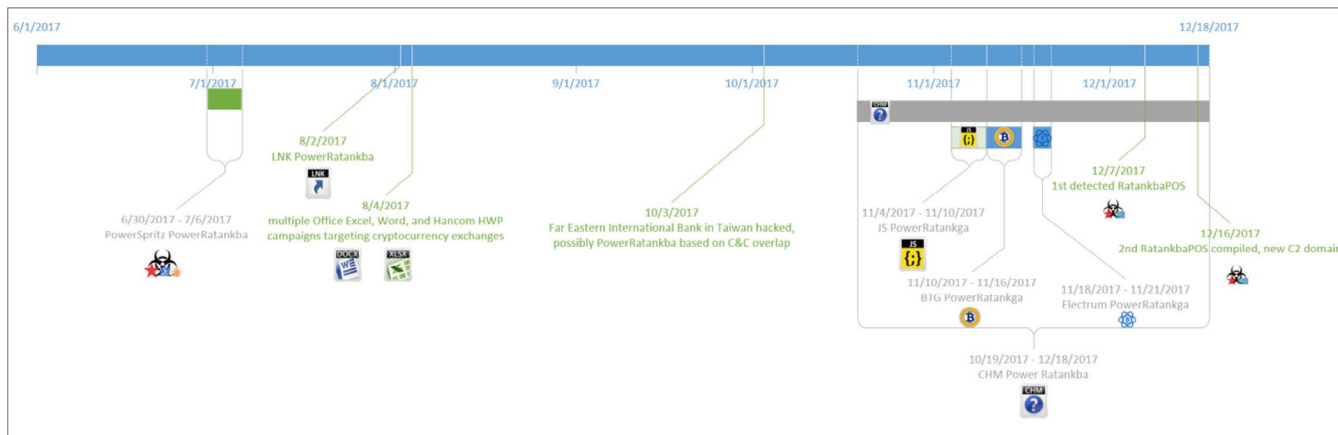 6/1/2017
12/18/2017
7/1/2017
8/1/2017
9/1/2017
10/1/2017
11/1/2017
12/1/2017
CHM
JS
{;}
8/2/2017
LNK PowerRatankba
LNK
12/7/2017
1st detected RatankbaPOS
6/30/2017 - 7/6/2017
PowerSpritz PowerRatankba
8/4/2017
multiple Office Excel, Word, and Hancom HWP
campaigns targeting cryptocurrency exchanges
DOCX
XLSX
10/3/2017
Far Eastern International Bank in Taiwan hacked,
possibly PowerRatankba based on C&C overlap
11/4/2017 - 11/10/2017
JS PowerRatankga
JS
{;}
12/16/2017
2nd RatankbaPOS compiled, new C2 domain
11/10/2017 - 11/16/2017
BTG PowerRatankga
11/18/2017 - 11/21/2017
Electrum PowerRatankga
10/19/2017 - 12/18/2017
CHM Power Ratankba
CHM